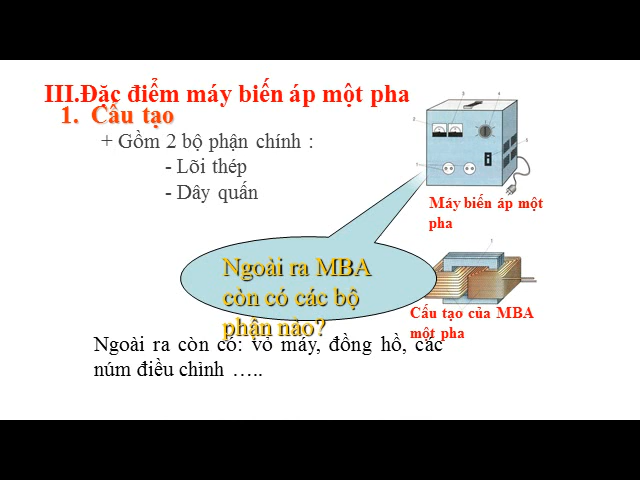 III.Đặc điểm máy biến áp một pha
1. Cấu tạo
+ Gồm 2 bộ phận chính :
- Lõi thép
- Dây quấn
Máy biến áp một
pha
Ngoài ra MBA
còn có các bộ
phận nào?
Cấu tạo của MBA
một pha
Ngoài ra còn có: vỏ máy, đồng hồ, các
núm điều chỉnh …..